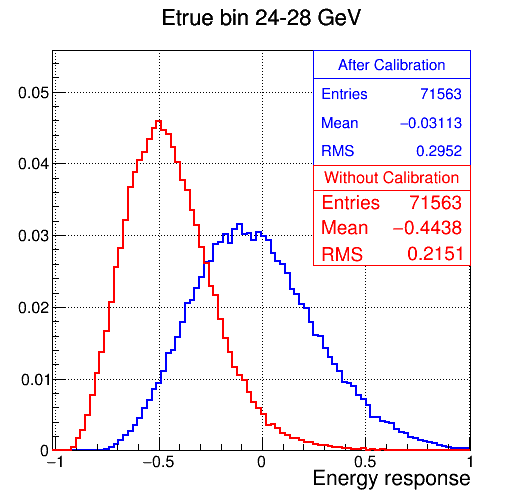 Etrue bin 24-28 GeV
After Calibration
Entries 71563
Mean −0.03113
RMS 0.2952
Without Calibration
Entries 71563
Mean −0.4438
RMS 0.2151
0.05
0.04
0.03
0.02
0.01
0
−1 −0.5 0 0.5 1
Energy response